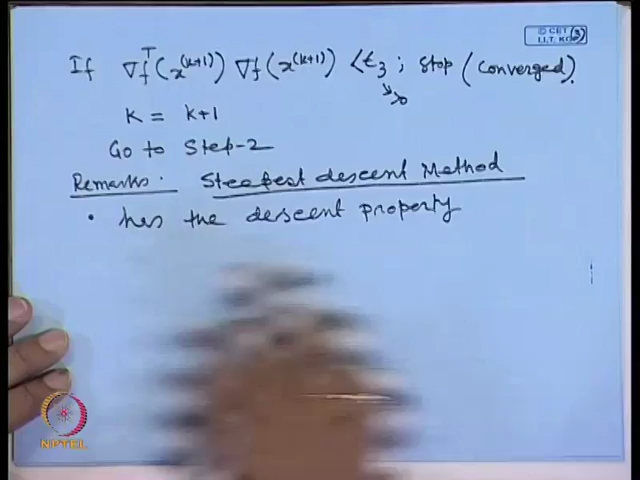 © CET
I.I.T. KGP
3
If ∇f^T(x^(k+1)) ∇f(x^(k+1)) < ε₃ ; Stop (Converged).
↘>0
K = K+1
Go to Step-2
Remarks. Steepest descent Method
• has the descent property
NPTEL